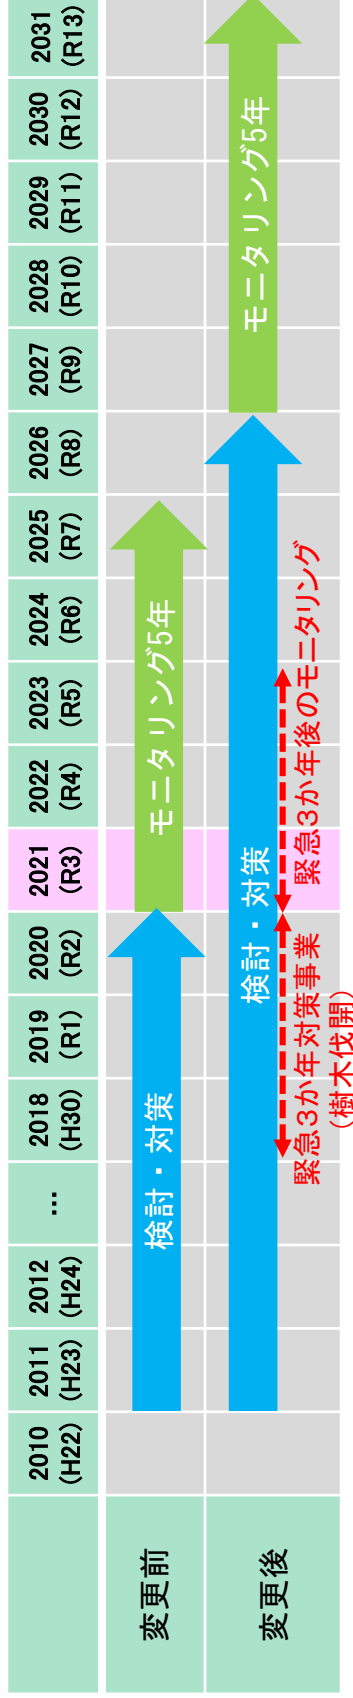 2010
(H22)
2011
(H23)
2012
(H24)
…
2018
(H30)
2019
(R1)
2020
(R2)
2021
(R3)
2022
(R4)
2023
(R5)
2024
(R6)
2025
(R7)
2026
(R8)
2027
(R9)
2028
(R10)
2029
(R11)
2030
(R12)
2031
(R13)
変更前
検討・対策
モニタリング5年
変更後
検討・対策
モニタリング5年
緊急3か年対策事業
(樹木伐開)
緊急3か年後のモニタリング